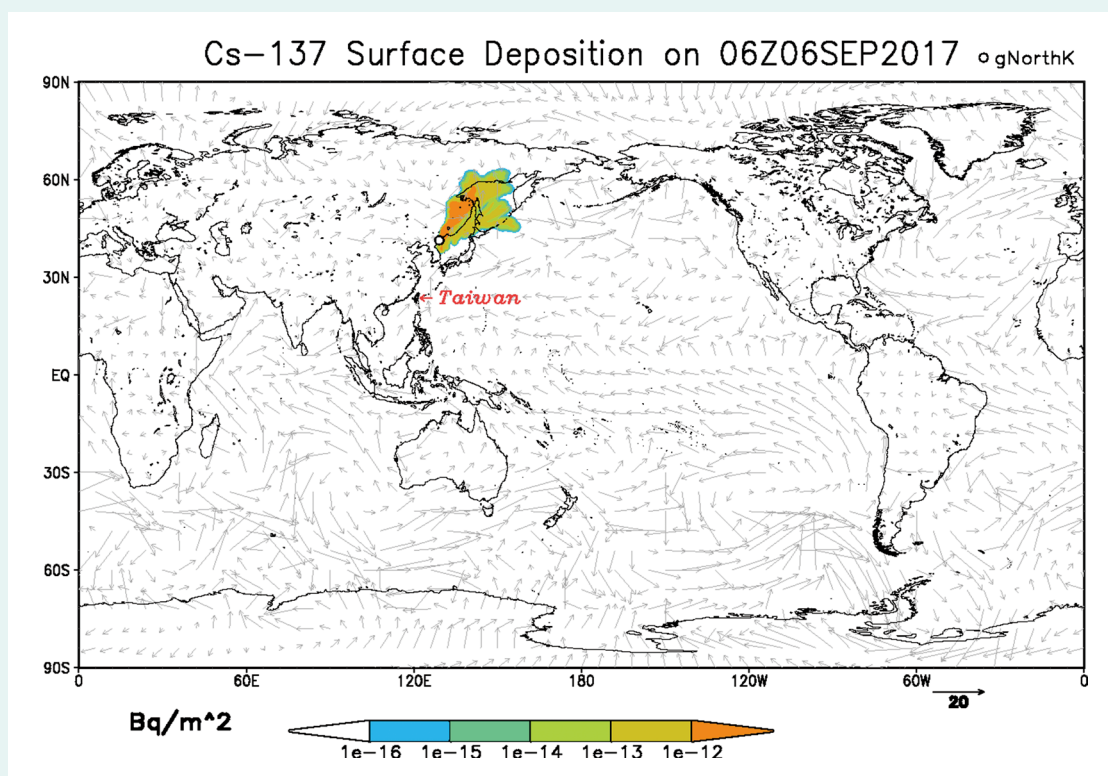 Cs-137 Surface Deposition on 06Z06SEP2017 o gNorthK
90N
60N
30N
← Taiwan
EQ
30S
60S
90S
0 60E 120E 180 120W 60W 0
20
Bq/m^2
1e-16 1e-15 1e-14 1e-13 1e-12